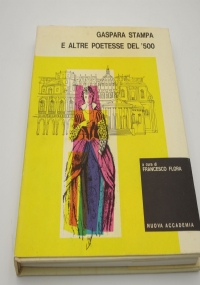 GASPARA STAMPA
E ALTRE POETESSE DEL '500
a cura di
FRANCESCO FLORA
NUOVA ACCADEMIA